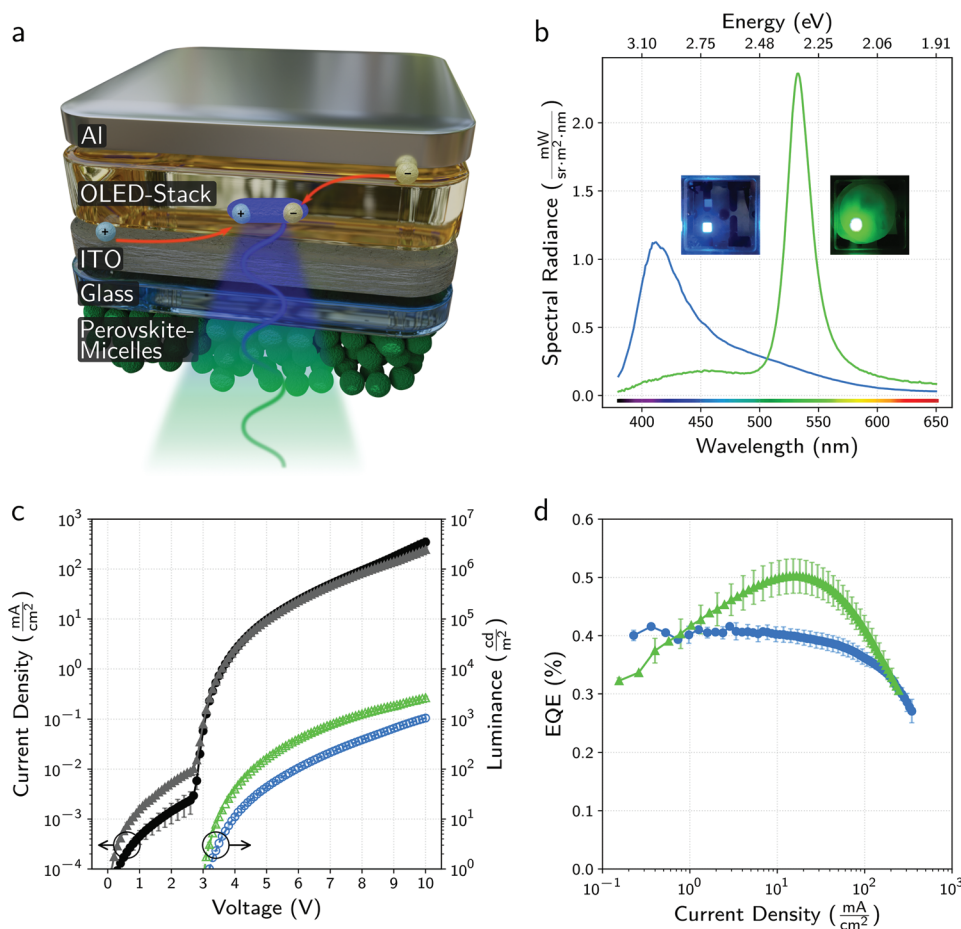 a
Al
OLED-Stack
ITO
Glass
Perovskite-
Micelles
+
-
+
-
b
Energy (eV)
3.10 2.75 2.48 2.25 2.06 1.91
Spectral Radiance (mW/sr·m²·nm)
2.0
1.5
1.0
0.5
0.0
400 450 500 550 600 650
Wavelength (nm)
c
Current Density (mA/cm²)
10³
10²
10¹
10⁰
10⁻¹
10⁻²
10⁻³
10⁻⁴
Luminance (cd/m²)
10⁷
10⁶
10⁵
10⁴
10³
10²
10¹
10⁰
0 1 2 3 4 5 6 7 8 9 10
Voltage (V)
d
EQE (%)
0.6
0.5
0.4
0.3
0.2
0.1
0.0
10⁻¹ 10⁰ 10¹ 10² 10³
Current Density (mA/cm²)